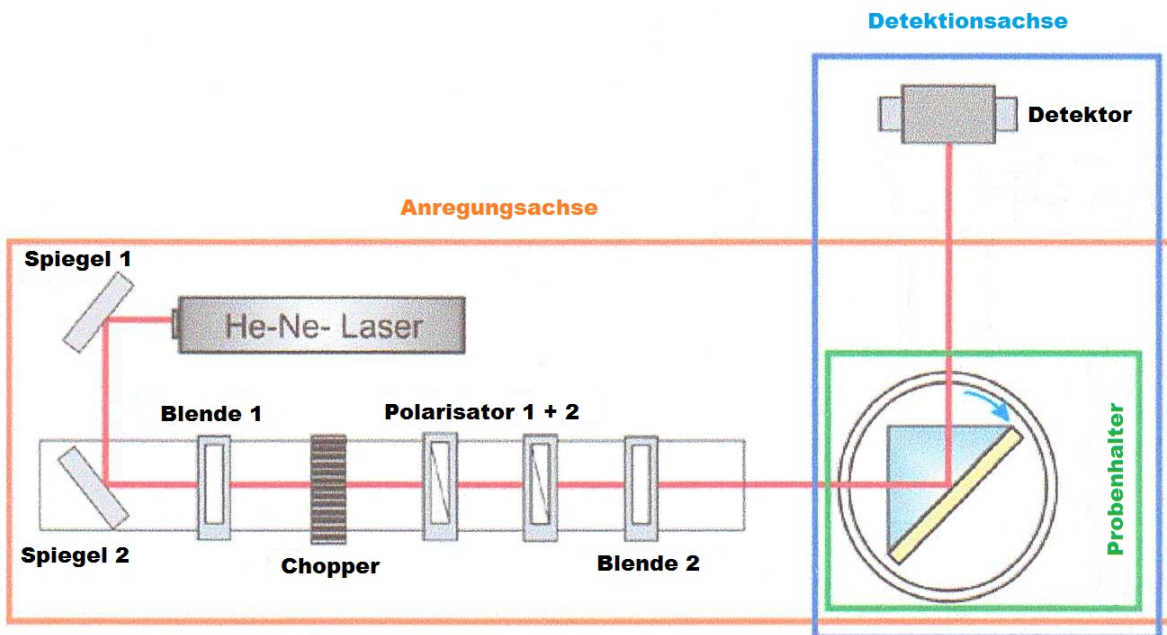 Detektionsachse
Detektor
Anregungsachse
Spiegel 1
He-Ne- Laser
Blende 1
Polarisator 1 + 2
Probenhalter
Spiegel 2
Chopper
Blende 2